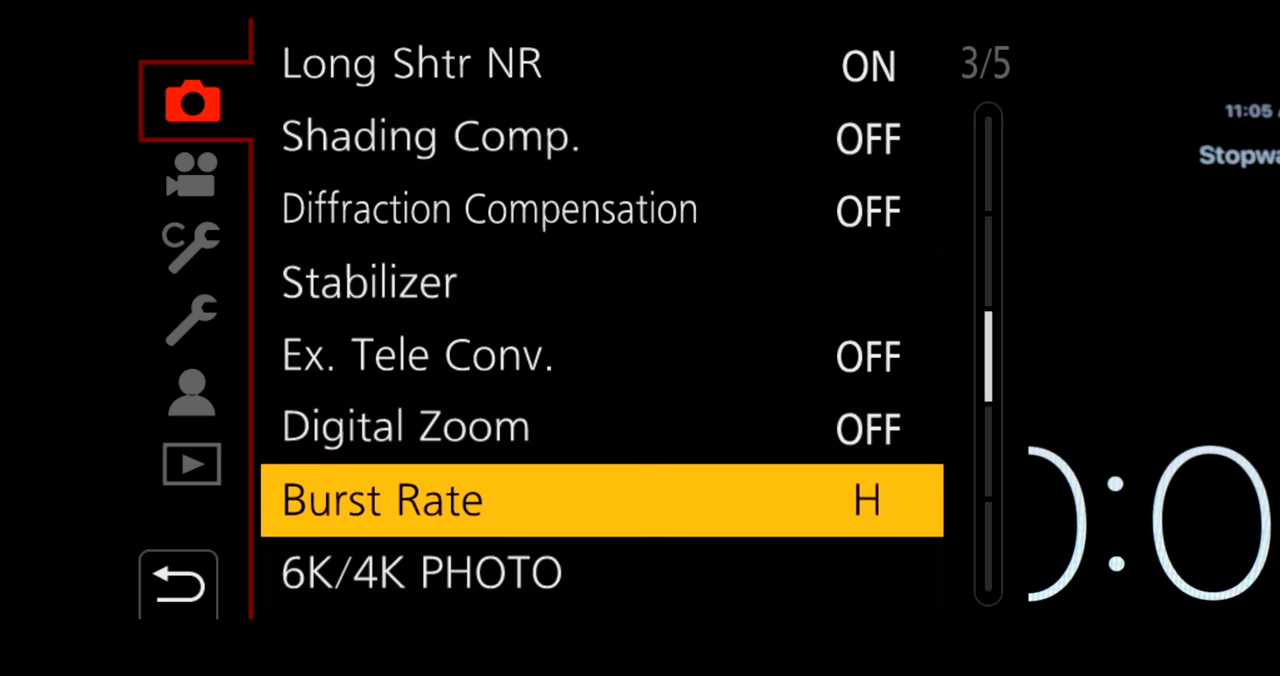 Long Shtr NR ON
3/5
Shading Comp. OFF
Diffraction Compensation OFF
Stabilizer
Ex. Tele Conv. OFF
Digital Zoom OFF
Burst Rate H
6K/4K PHOTO
C
11:05